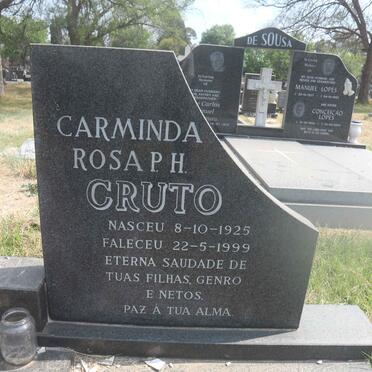 CARMINDA
ROSA P. H.
CRUTO
NASCEU 8-10-1925
FALECEU 22-5-1999
ETERNA SAUDADE DE
TUAS FILHAS, GENRO
E NETOS.
PAZ À TUA ALMA.
DE SOUSA
MANUEL LOPES
CONCEIÇÃO
LOPES